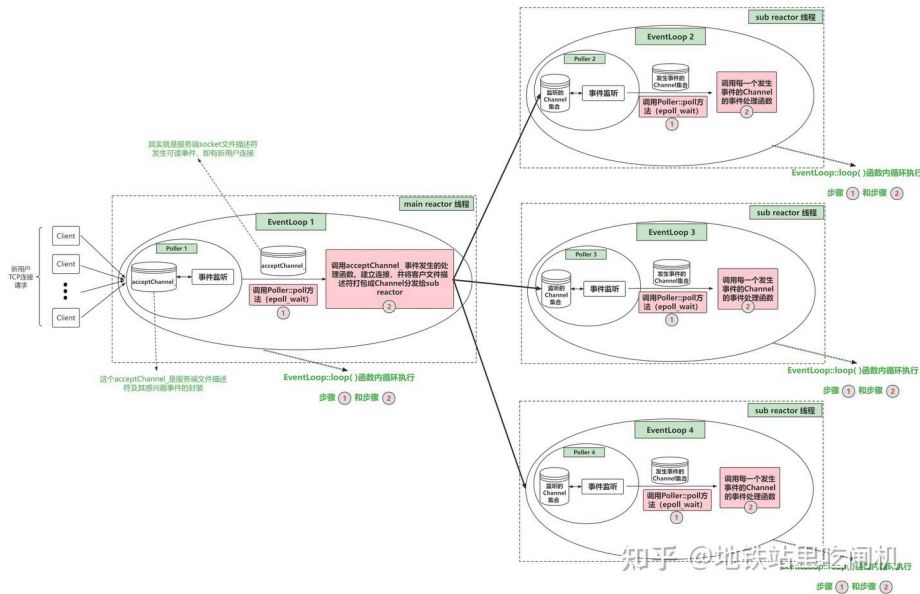 新用户
TCP连接
请求
Client
Client
Client
Client
其实就是服务端socket文件描述符
发生可读事件，即有新用户连接
main reactor 线程
EventLoop 1
Poller 1
acceptChannel_
事件监听
acceptChannel_
调用Poller::poll方
法（epoll_wait）
1
调用acceptChannel_事件发生的处
理函数。建立连接，并将客户文件描
述符打包成Channel分发给sub
reactor
2
这个acceptChannel_是服务端文件描述
符及其感兴趣事件的封装
EventLoop::loop( )函数内循环执行
步骤 1 和步骤 2
sub reactor 线程
EventLoop 2
Poller 2
监听的
Channel
集合
事件监听
发生事件的
Channel集合
调用Poller::poll方
法（epoll_wait）
1
调用每一个发生
事件的Channel
的事件处理函数
2
EventLoop::loop( )函数内循环执行
步骤 1 和步骤 2
sub reactor 线程
EventLoop 3
Poller 3
监听的
Channel
集合
事件监听
发生事件的
Channel集合
调用Poller::poll方
法（epoll_wait）
1
调用每一个发生
事件的Channel
的事件处理函数
2
EventLoop::loop( )函数内循环执行
步骤 1 和步骤 2
sub reactor 线程
EventLoop 4
Poller 4
监听的
Channel
集合
事件监听
发生事件的
Channel集合
调用Poller::poll方
法（epoll_wait）
1
调用每一个发生
事件的Channel
的事件处理函数
2
知乎 @地铁站里吃闸机
EventLoop::loop( )函数内循环执行
步骤 1 和步骤 2